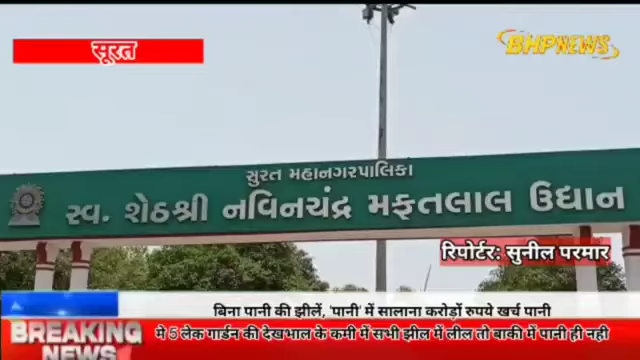 सूरत
BHPNEWS
સુરત મહાનગરપાલિકા
સ્વ. શેઠશ્રી નવિનચંદ્ર મફતલાલ ઉદ્યાન
रिपोर्टर: सुनील परमार
बिना पानी की झीलें, 'पानी' में सालाना करोड़ों रुपये खर्च पानी
मे 5 लेक गार्डन की देखभाल के कमी में सभी झील में लील तो बाकी में पानी ही नही
BREAKING
NEWS